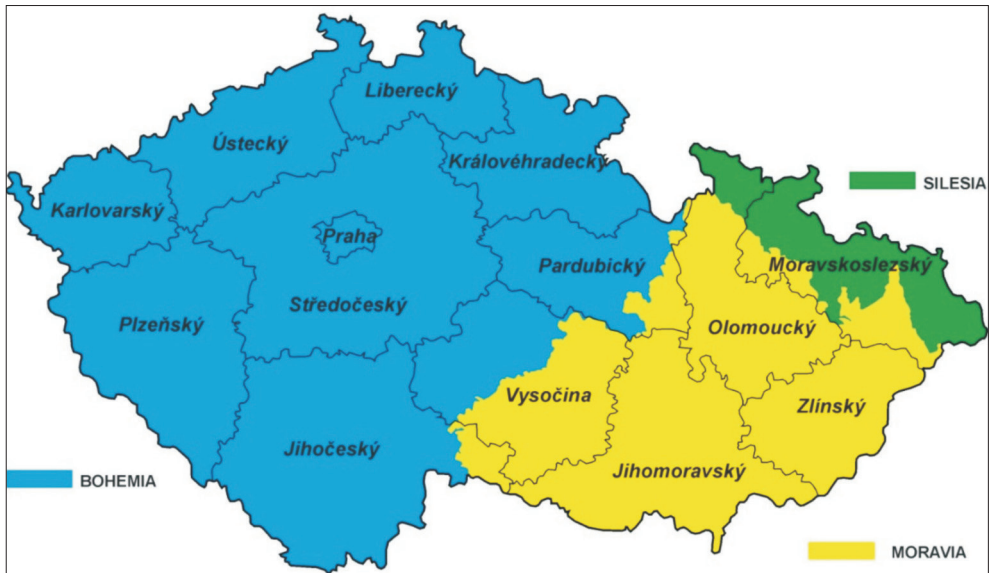 Liberecký
Ústecký
Královéhradecký
SILESIA
Karlovarský
Praha
Pardubický
Moravskoslezský
Středočeský
Plzeňský
Olomoucký
Vysočina
Zlínský
Jihočeský
Jihomoravský
BOHEMIA
MORAVIA